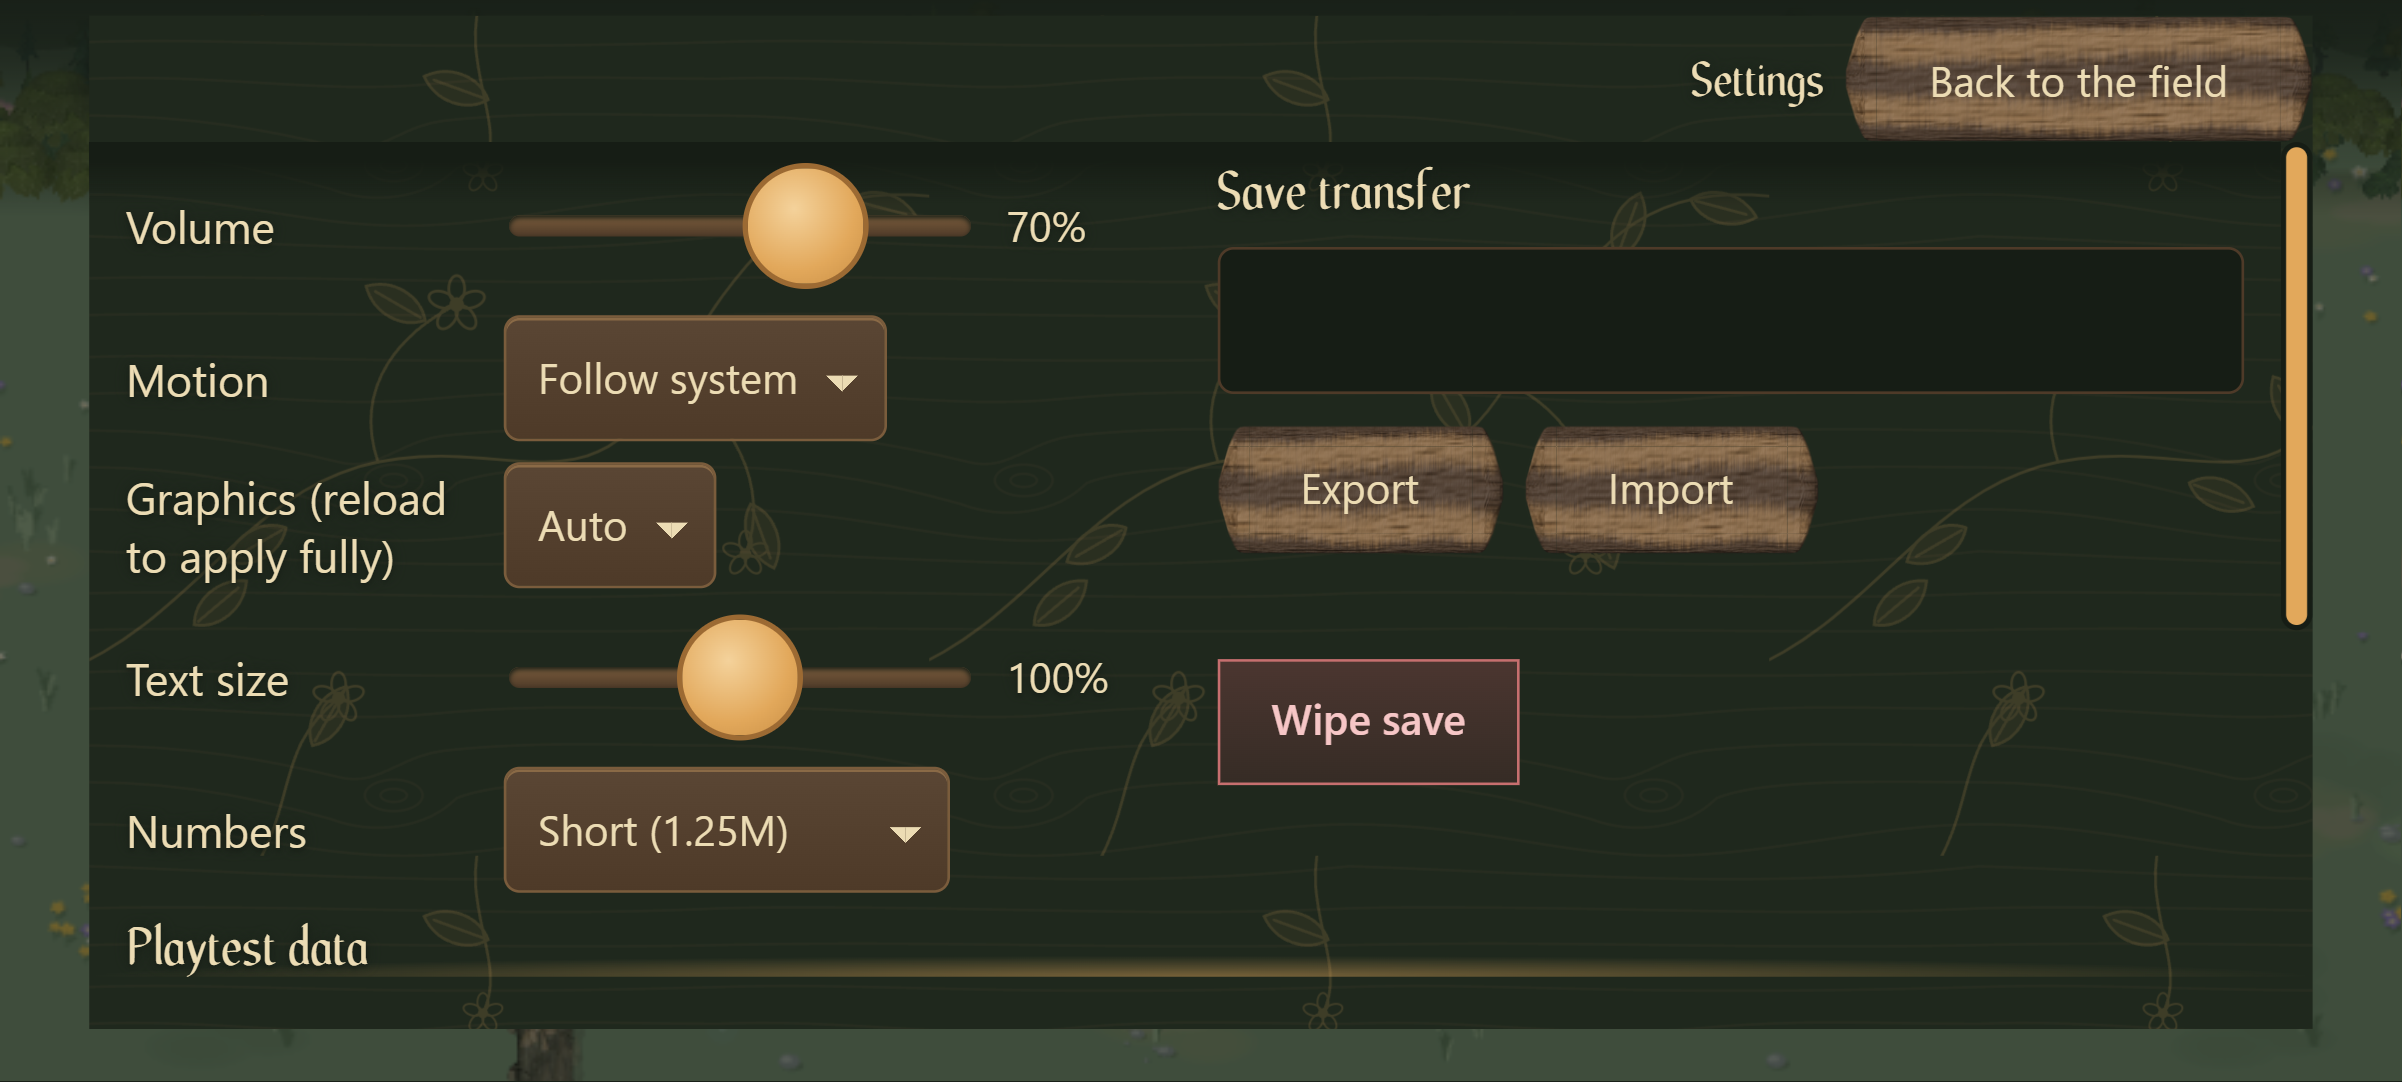 Settings
Back to the field
Volume
70%
Motion
Follow system
Graphics (reload
to apply fully)
Auto
Text size
100%
Numbers
Short (1.25M)
Playtest data
Save transfer
Export
Import
Wipe save